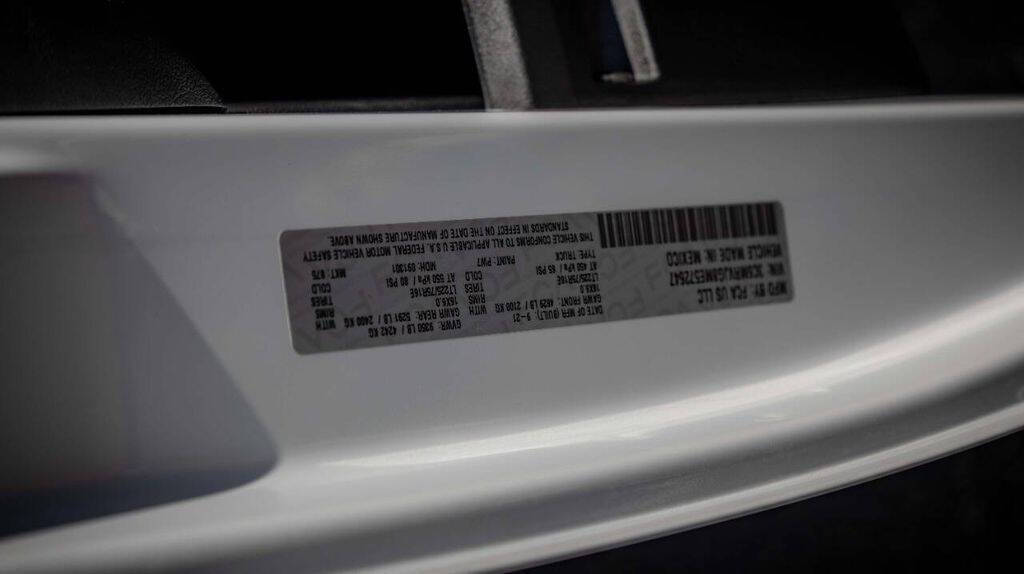 MFD BY: FCA US LLC
DATE OF MFR (BUILT): 9-21
GVWR: 9350 LB / 4242 KG
GAWR FRONT: 4629 LB / 2100 KG WITH
LT225/75R16E
AT 450 kPa / 65 PSI
16X6.0
TIRES
RIMS
COLD
GAWR REAR: 5291 LB / 2400 KG WITH
LT225/75R16E
AT 550 kPa / 80 PSI
16X6.0
TIRES
RIMS
COLD
VIN:
VEHICLE MADE IN MEXICO
TYPE: TRUCK
PAINT: PW7
MDH: 091301
MKT:
THIS VEHICLE CONFORMS TO ALL APPLICABLE U.S.A. FEDERAL MOTOR VEHICLE SAFETY
STANDARDS IN EFFECT ON THE DATE OF MANUFACTURE SHOWN ABOVE.